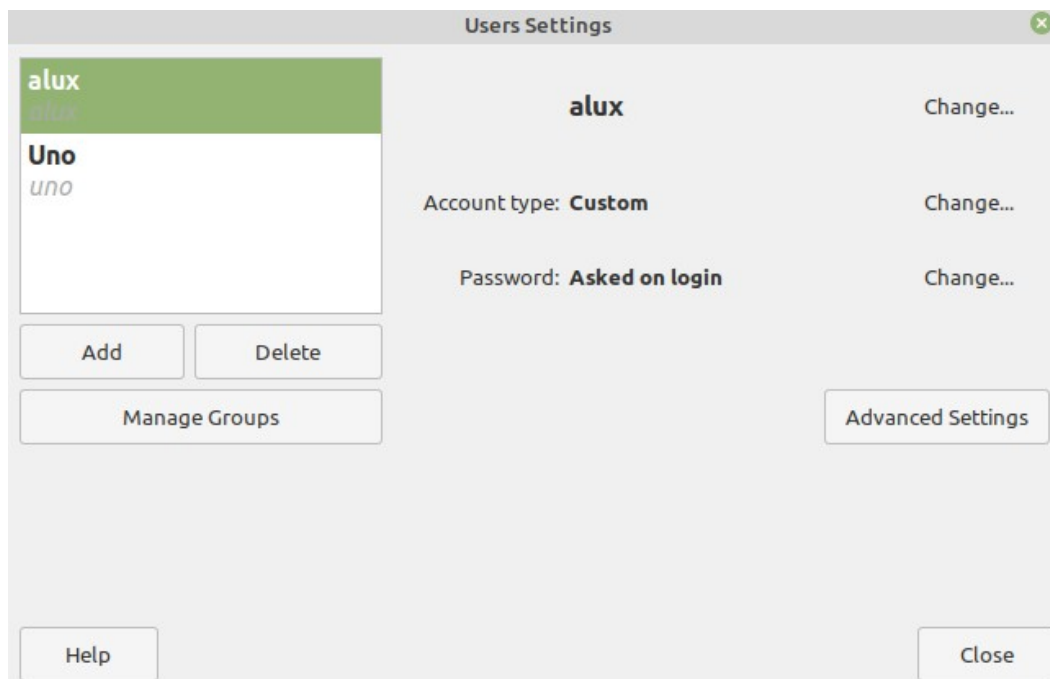 Users Settings
alux
alux
Uno
uno
Add
Delete
Manage Groups
alux
Change...
Account type: Custom
Change...
Password: Asked on login
Change...
Advanced Settings
Help
Close